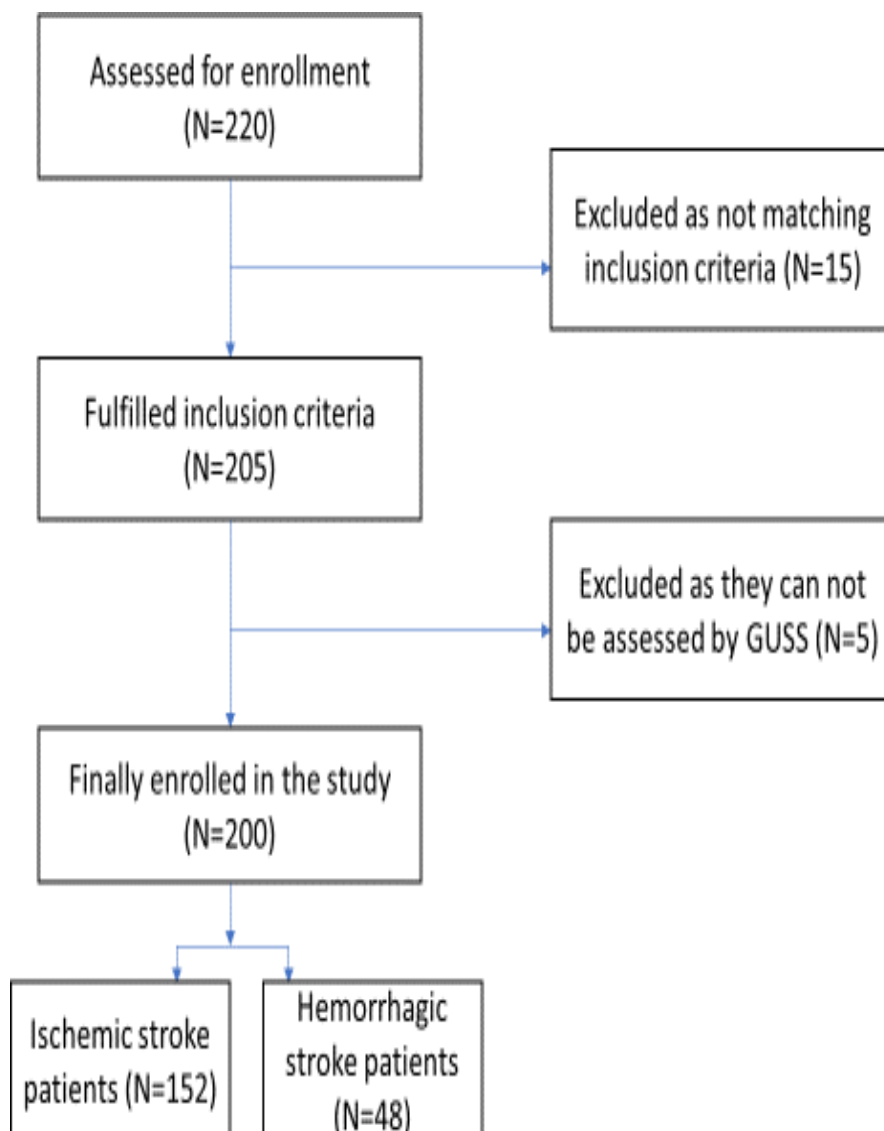 Assessed for enrollment
(N=220)
Excluded as not matching
inclusion criteria (N=15)
Fulfilled inclusion criteria
(N=205)
Excluded as they can not
be assessed by GUSS (N=5)
Finally enrolled in the study
(N=200)
Ischemic stroke
patients (N=152)
Hemorrhagic
stroke patients
(N=48)